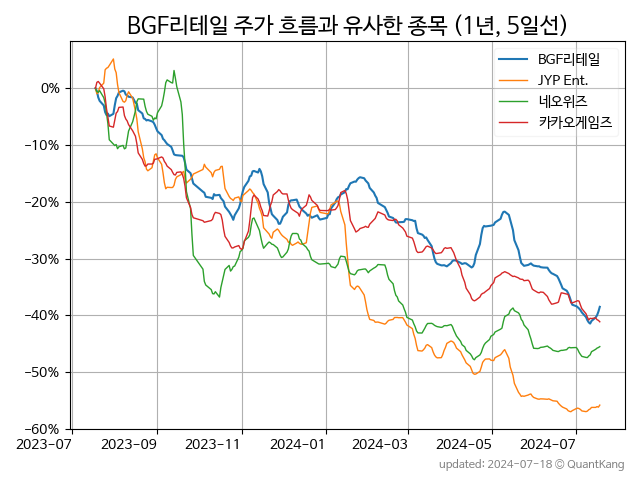 BGF리테일 주가 흐름과 유사한 종목 (1년, 5일선)
BGF리테일
JYP Ent.
네오위즈
카카오게임즈
0%
−10%
−20%
−30%
−40%
−50%
−60%
2023-07
2023-09
2023-11
2024-01
2024-03
2024-05
2024-07
updated: 2024-07-18 © QuantKang